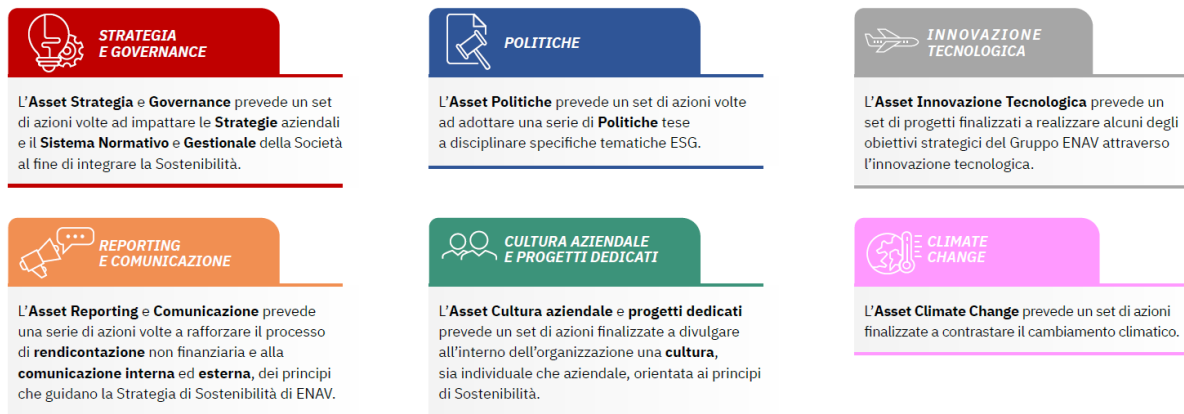 STRATEGIA
E GOVERNANCE
L'Asset Strategia e Governance prevede un set
di azioni volte ad impattare le Strategie aziendali
e il Sistema Normativo e Gestionale della Società
al fine di integrare la Sostenibilità.
POLITICHE
L'Asset Politiche prevede un set di azioni volte
ad adottare una serie di Politiche tese
a disciplinare specifiche tematiche ESG.
INNOVAZIONE
TECNOLOGICA
L'Asset Innovazione Tecnologica prevede un
set di progetti finalizzati a realizzare alcuni degli
obiettivi strategici del Gruppo ENAV attraverso
l'innovazione tecnologica.
REPORTING
E COMUNICAZIONE
L'Asset Reporting e Comunicazione prevede
una serie di azioni volte a rafforzare il processo
di rendicontazione non finanziaria e alla
comunicazione interna ed esterna, dei principi
che guidano la Strategia di Sostenibilità di ENAV.
CULTURA AZIENDALE
E PROGETTI DEDICATI
L'Asset Cultura aziendale e progetti dedicati
prevede un set di azioni finalizzate a divulgare
all'interno dell'organizzazione una cultura,
sia individuale che aziendale, orientata ai principi
di Sostenibilità.
CLIMATE
CHANGE
L'Asset Climate Change prevede un set di azioni
finalizzate a contrastare il cambiamento climatico.